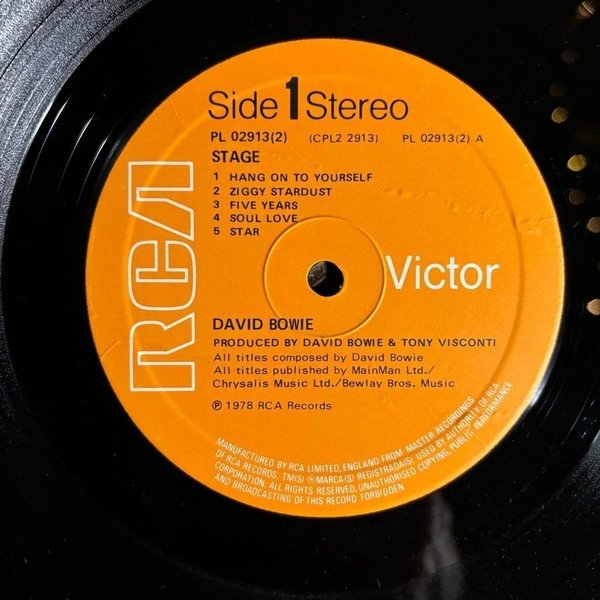 Side 1 Stereo
PL 02913(2) (CPL2 2913) PL 02913(2) A
STAGE
1 HANG ON TO YOURSELF
2 ZIGGY STARDUST
3 FIVE YEARS
4 SOUL LOVE
5 STAR
RCA
Victor
DAVID BOWIE
PRODUCED BY DAVID BOWIE & TONY VISCONTI
All titles composed by David Bowie
All titles published by MainMan Ltd./
Chrysalis Music Ltd./Bewlay Bros. Music
℗ 1978 RCA Records
MANUFACTURED BY RCA LIMITED, ENGLAND FROM MASTER RECORDINGS
OF RCA RECORDS, TM(S) ® MARCA(S) REGISTRADA(S) USED BY AUTHORITY OF RCA
CORPORATION. ALL RIGHTS RESERVED. UNAUTHORISED COPYING, PUBLIC PERFORMANCE
AND BROADCASTING OF THIS RECORD FORBIDDEN